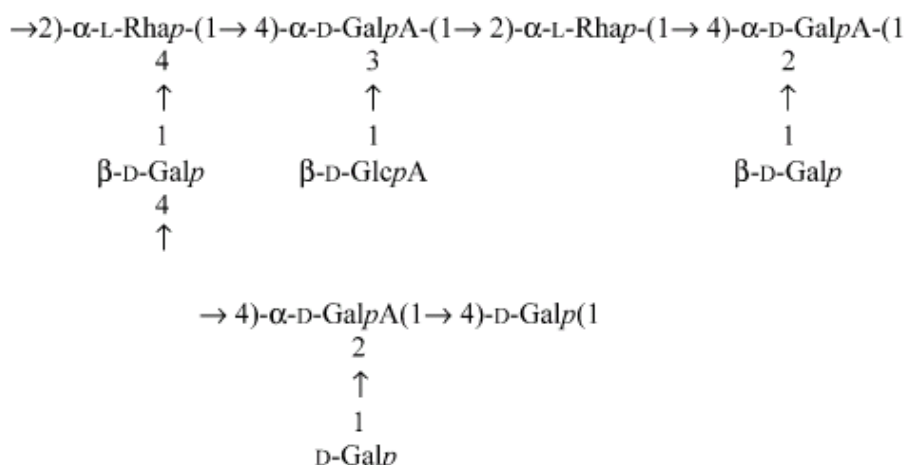 →2)-α-L-Rhap-(1→ 4)-α-D-GalpA-(1→ 2)-α-L-Rhap-(1→ 4)-α-D-GalpA-(1
4 3 2
↑ ↑ ↑
1 1 1
β-D-Galp β-D-GlcpA β-D-Galp
4
↑
→ 4)-α-D-GalpA(1→ 4)-D-Galp(1
2
↑
1
D-Galp